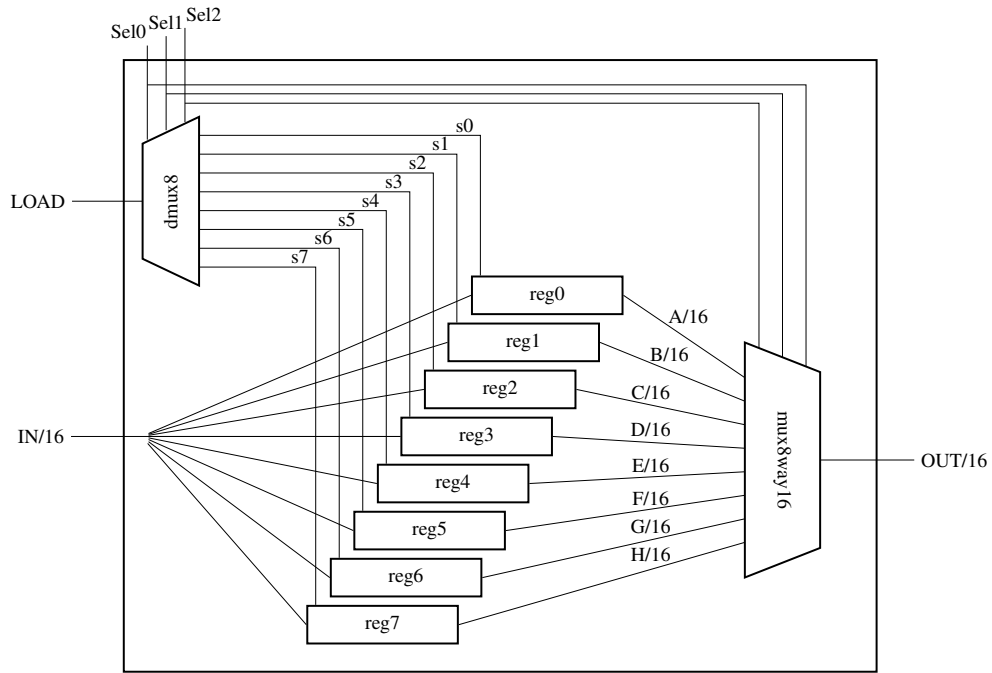 Sel0
Sel1
Sel2
s0
s1
s2
s3
s4
s5
s6
s7
LOAD
dmux8
reg0
A/16
reg1
B/16
reg2
C/16
IN/16
reg3
D/16
reg4
E/16
mux8way16
OUT/16
reg5
F/16
reg6
G/16
reg7
H/16